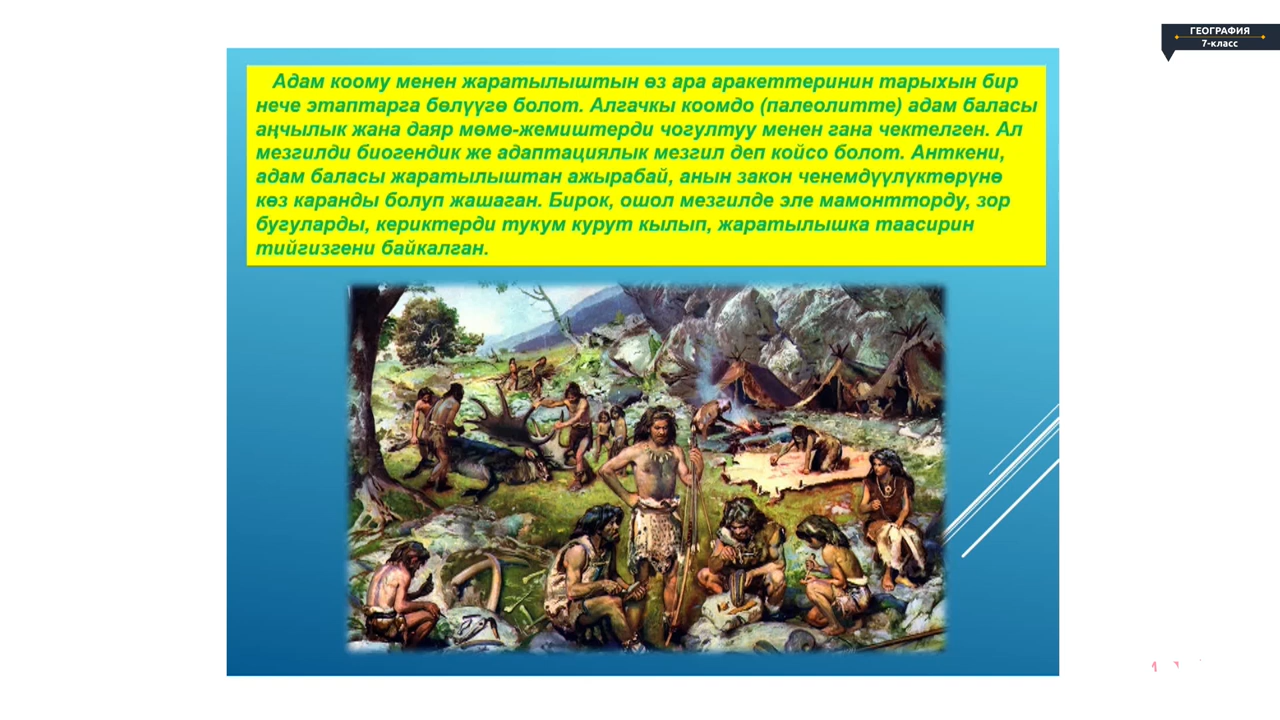 ГЕОГРАФИЯ
7-класс
Адам коому менен жаратылыштын өз ара аракеттеринин тарыхын бир
нече этаптарга бөлүүгө болот. Алгачкы коомдо (палеолитте) адам баласы
аңчылык жана даяр мөмө-жемиштерди чогултуу менен гана чектелген. Ал
мезгилди биогендик же адаптациялык мезгил деп койсо болот. Анткени,
адам баласы жаратылыштан ажырабай, анын закон ченемдүүлүктөрүнө
көз каранды болуп жашаган. Бирок, ошол мезгилде эле мамонтторду, зор
бугуларды, кериктерди тукум курут кылып, жаратылышка таасирин
тийгизгени байкалган.